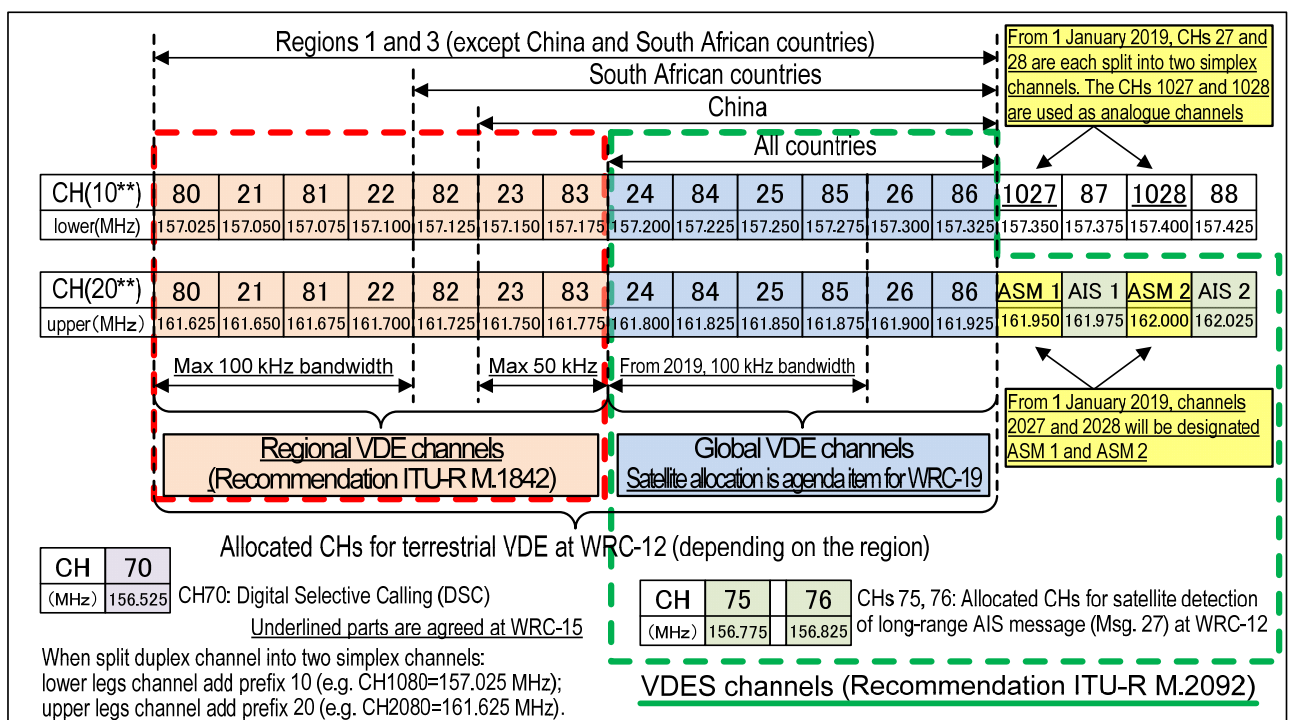 Regions 1 and 3 (except China and South African countries)
South African countries
China
All countries
From 1 January 2019, CHs 27 and
28 are each split into two simplex
channels. The CHs 1027 and 1028
are used as analogue channels
CH(10**) 80 21 81 22 82 23 83 24 84 25 85 26 86 1027 87 1028 88
lower(MHz) 157.025 157.050 157.075 157.100 157.125 157.150 157.175 157.200 157.225 157.250 157.275 157.300 157.325 157.350 157.375 157.400 157.425
CH(20**) 80 21 81 22 82 23 83 24 84 25 85 26 86 ASM 1 AIS 1 ASM 2 AIS 2
upper(MHz) 161.625 161.650 161.675 161.700 161.725 161.750 161.775 161.800 161.825 161.850 161.875 161.900 161.925 161.950 161.975 162.000 162.025
Max 100 kHz bandwidth Max 50 kHz From 2019, 100 kHz bandwidth
From 1 January 2019, channels
2027 and 2028 will be designated
ASM 1 and ASM 2
Regional VDE channels
(Recommendation ITU-R M.1842)
Global VDE channels
Satellite allocation is agenda item for WRC-19
Allocated CHs for terrestrial VDE at WRC-12 (depending on the region)
CH 70
(MHz) 156.525
CH70: Digital Selective Calling (DSC)
CH 75 76
(MHz) 156.775 156.825
CHs 75, 76: Allocated CHs for satellite detection
of long-range AIS message (Msg. 27) at WRC-12
Underlined parts are agreed at WRC-15
When split duplex channel into two simplex channels:
lower legs channel add prefix 10 (e.g. CH1080=157.025 MHz);
upper legs channel add prefix 20 (e.g. CH2080=161.625 MHz).
VDES channels (Recommendation ITU-R M.2092)